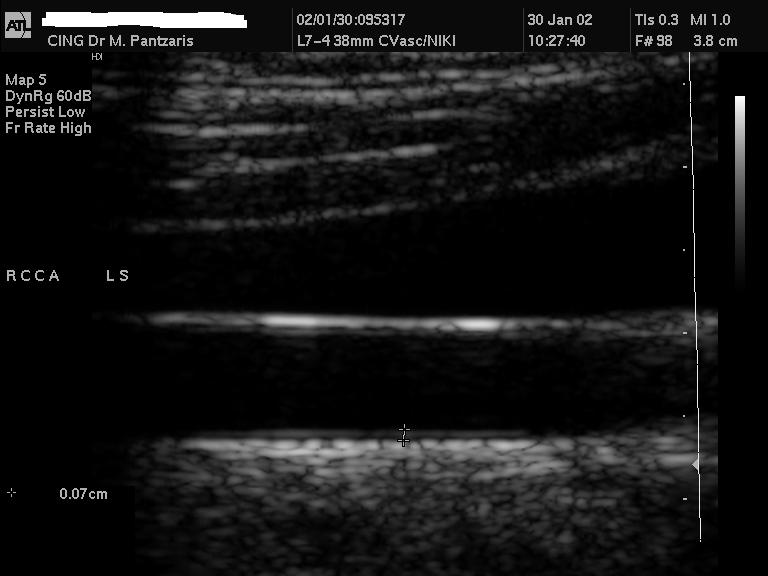 ATL
02/01/30:095317
30 Jan 02
TIs 0.3 MI 1.0
CING Dr M. Pantzaris
L7-4 38mm CVasc/NIKI
10:27:40
F# 98 3.8 cm
HDI
Map 5
DynRg 60dB
Persist Low
Fr Rate High
RCCA LS
0.07cm